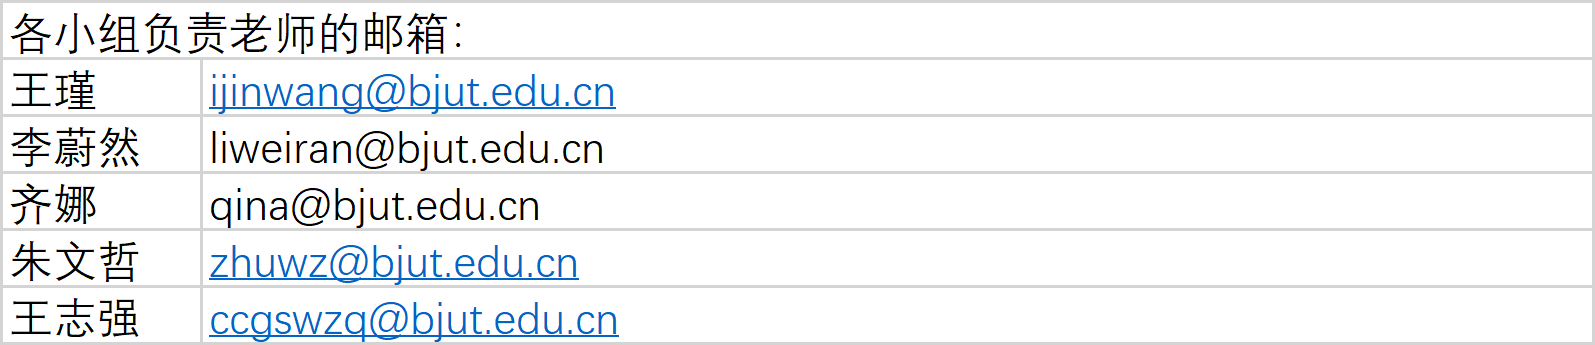 各小组负责老师的邮箱：
王瑾 ijinwang@bjut.edu.cn
李蔚然 liweiran@bjut.edu.cn
齐娜 qina@bjut.edu.cn
朱文哲 zhuwz@bjut.edu.cn
王志强 ccgswzq@bjut.edu.cn